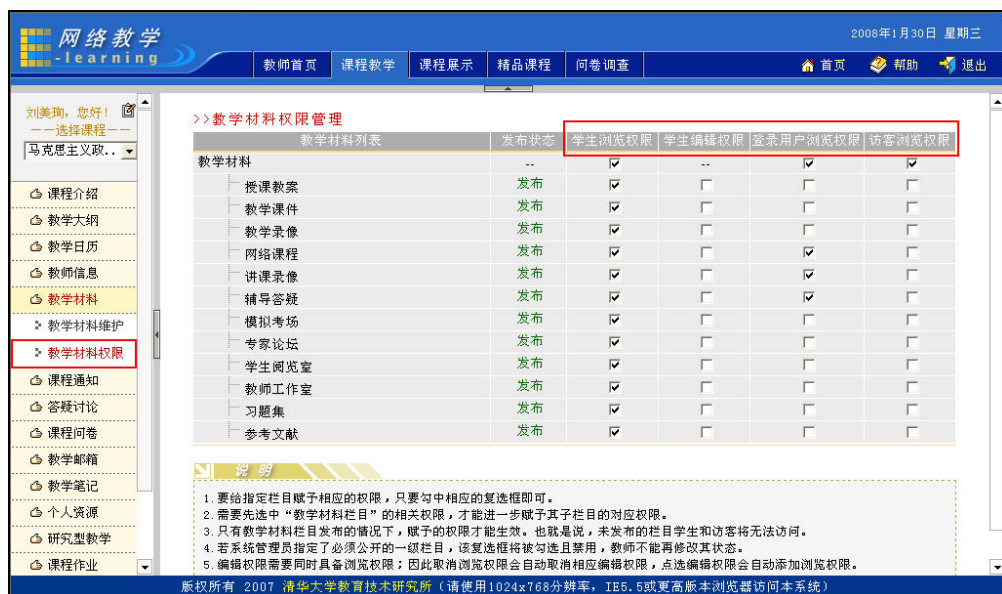 网络教学
-learning
2008年1月30日 星期三
教师首页 课程教学 课程展示 精品课程 问卷调查 首页 帮助 退出
刘美珣，您好！
——选择课程——
马克思主义政..
课程介绍
教学大纲
教学日历
教师信息
教学材料
教学材料维护
教学材料权限
课程通知
答疑讨论
课程问卷
教学邮箱
教学笔记
个人资源
研究型教学
课程作业
>>教学材料权限管理
教学材料列表 发布状态 学生浏览权限 学生编辑权限 登录用户浏览权限 访客浏览权限
教学材料 -- --
授课教案 发布
教学课件 发布
教学录像 发布
网络课程 发布
讲课录像 发布
辅导答疑 发布
模拟考场 发布
专家论坛 发布
学生阅览室 发布
教师工作室 发布
习题集 发布
参考文献 发布
说明
1.要给指定栏目赋予相应的权限，只要勾中相应的复选框即可。
2.需要先选中“教学材料栏目”的相关权限，才能进一步赋予其子栏目的对应权限。
3.只有教学材料栏目发布的情况下，赋予的权限才能生效。也就是说，未发布的栏目学生和访客将无法访问。
4.若系统管理员指定了必须公开的一级栏目，该复选框将被勾选且禁用，教师不能再修改其状态。
5.编辑权限需要同时具备浏览权限；因此取消浏览权限会自动取消相应编辑权限，点选编辑权限会自动添加浏览权限。
版权所有 2007 清华大学教育技术研究所（请使用1024x768分辨率，IE5.5或更高版本浏览器访问本系统）